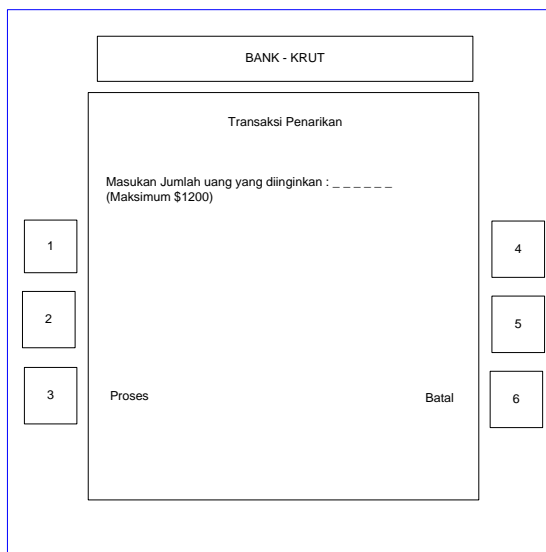 BANK - KRUT
Transaksi Penarikan
Masukan Jumlah uang yang diinginkan : _ _ _ _ _ _
(Maksimum $1200)
1
4
2
5
3
Proses
Batal
6